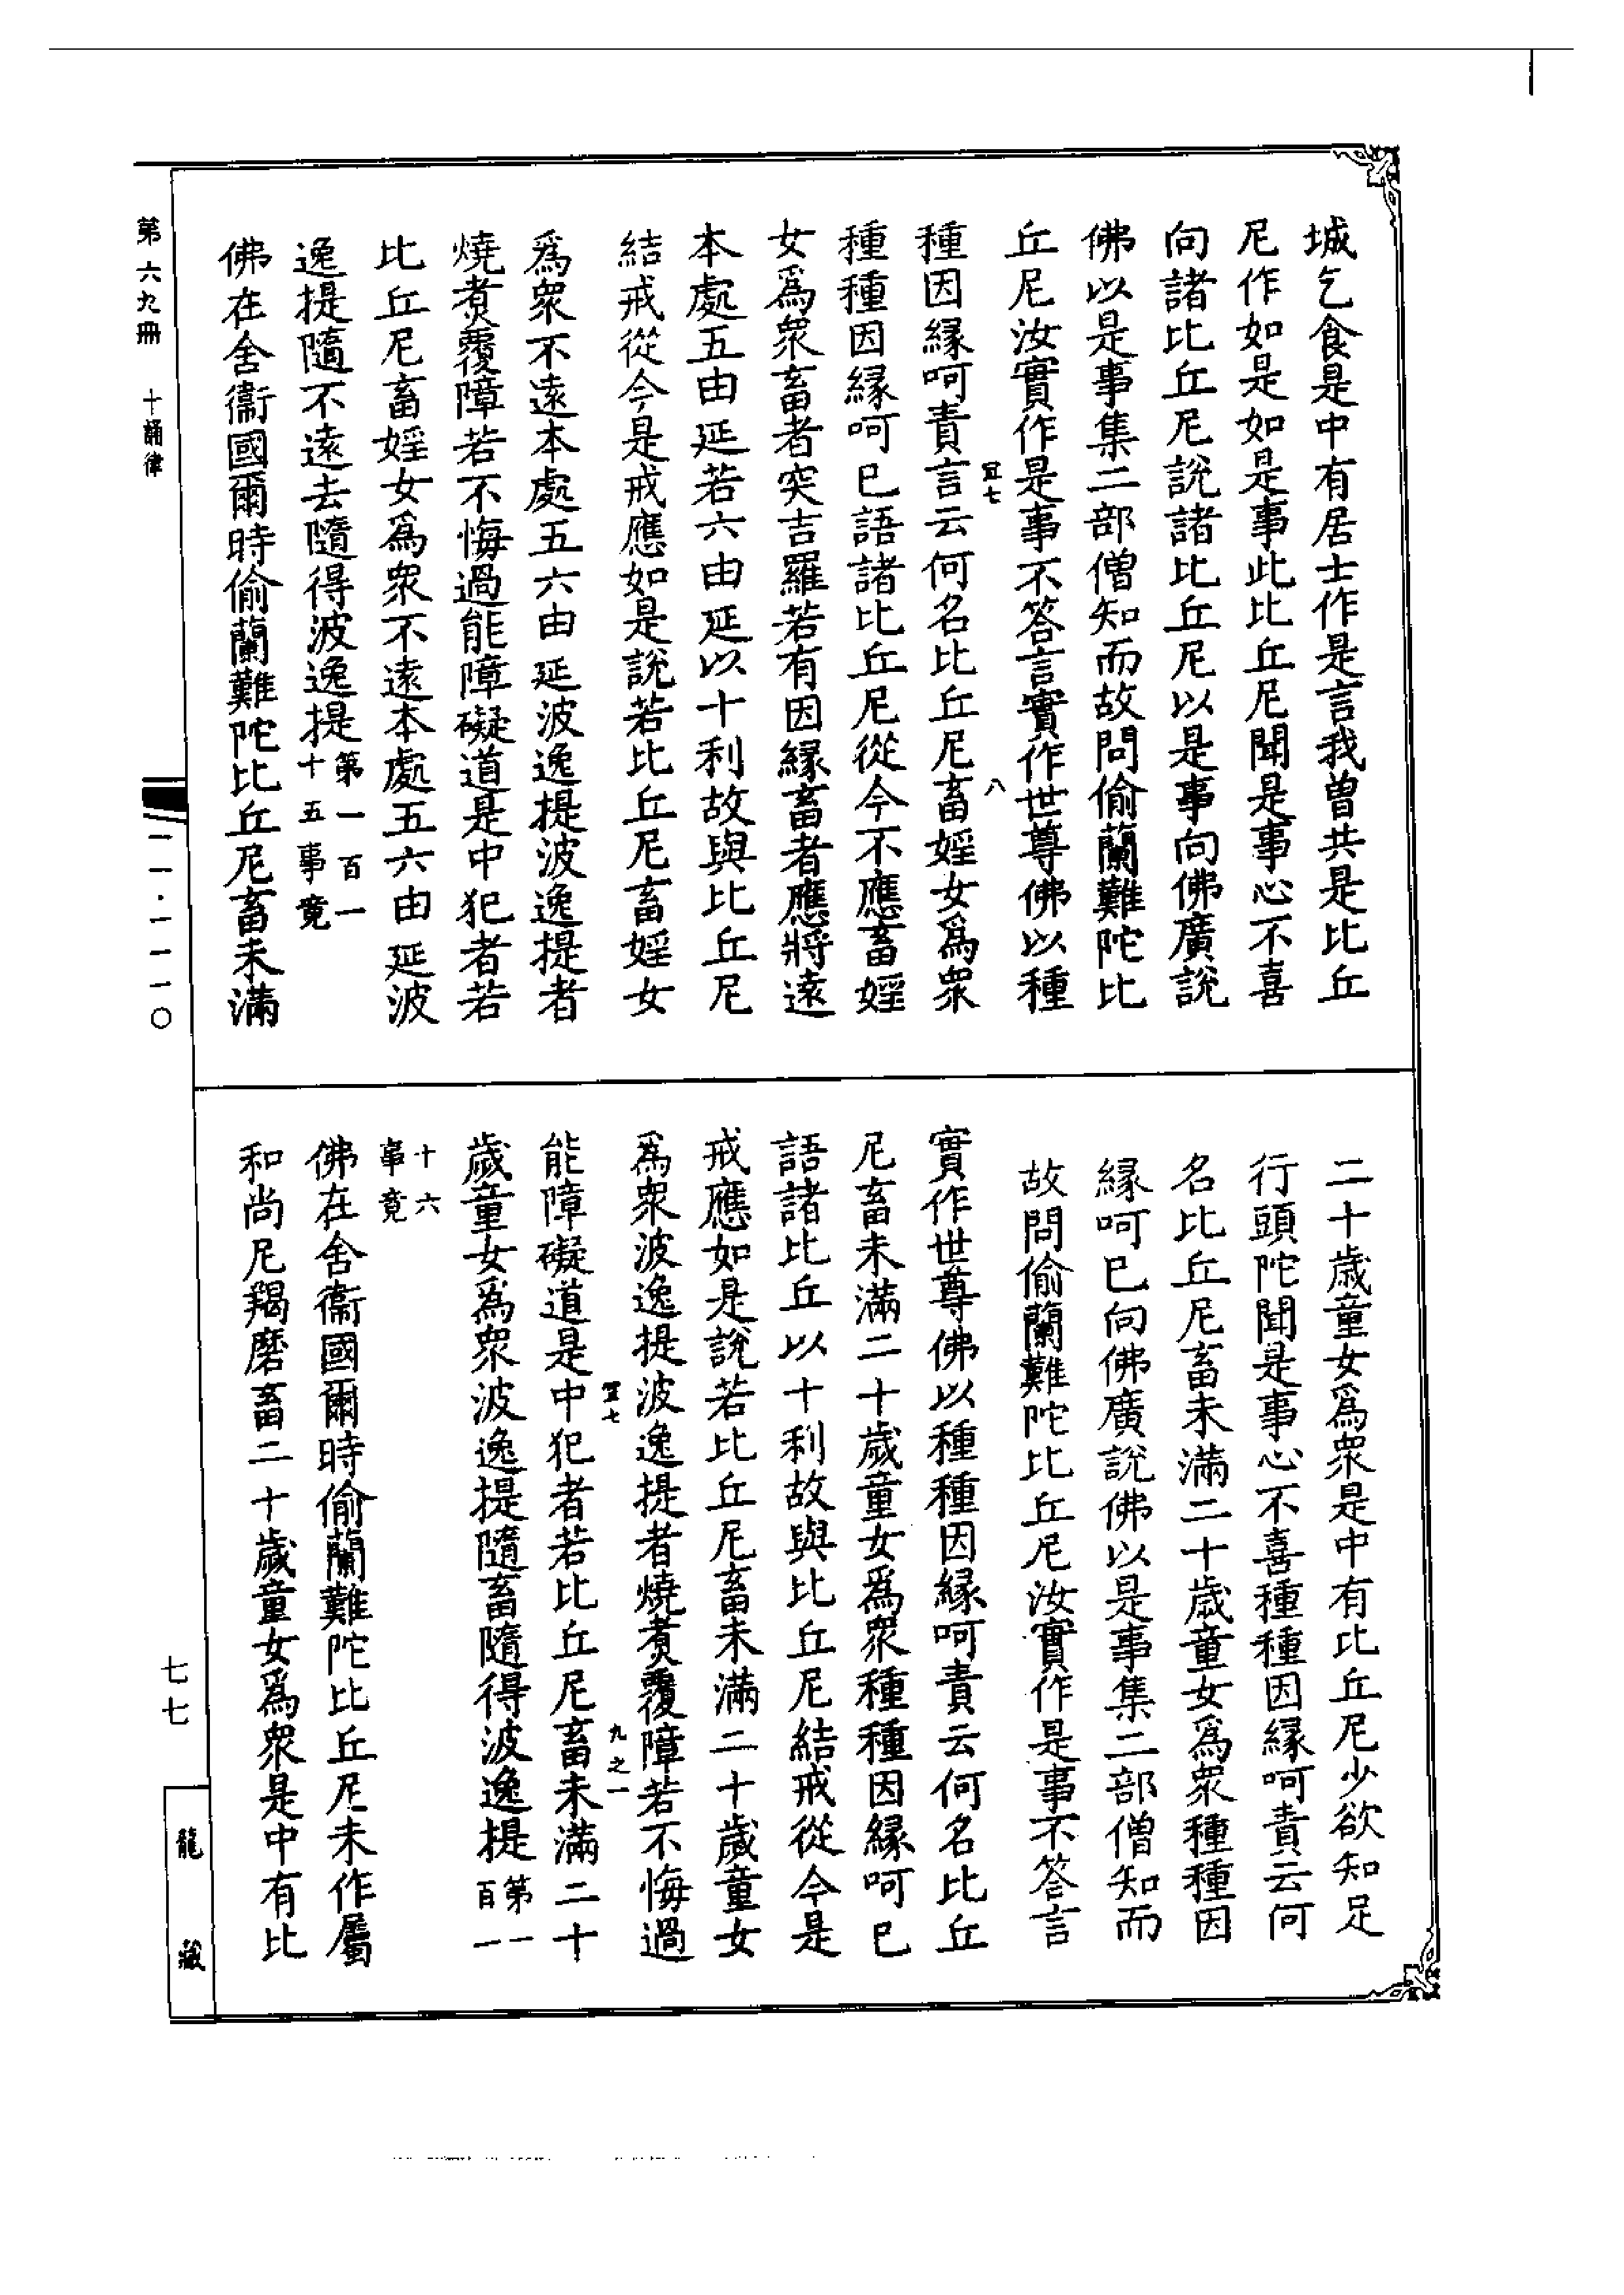 城乞食是中有居士作是言我曾共是比丘
尼作如是如是事此比丘尼聞是事心不喜
向諸比丘尼說諸比丘尼以是事向佛廣說
佛以是事集二部僧知而故問偷蘭難陀比
丘尼汝實作是事不答言實作世尊佛以種
宜七
八
種因緣呵責言云何名比丘尼畜婬女爲衆
種種因緣呵已語諸比丘尼從今不應畜婬
女爲衆畜者突吉羅若有因緣畜者應將遠
本處五由延若六由延以十利故與比丘尼
結戒從今是戒應如是說若比丘尼畜婬女
爲衆不遠本處五六由延波逸提波逸提者
燒煑覆障若不悔過能障礙道是中犯者若
比丘尼畜婬女爲衆不遠本處五六由延波
逸提隨不遠去隨得波逸提第一百一
十五事竟
佛在舍衞國爾時偷蘭難陀比丘尼畜未滿
二十歲童女爲衆是中有比丘尼少欲知足
行頭陀聞是事心不喜種種因緣呵責云何
名比丘尼畜未滿二十歲童女爲衆種種因
緣呵已向佛廣說佛以是事集二部僧知而
故問偷蘭難陀比丘尼汝實作是事不答言
實作世尊佛以種種因緣呵責云何名比丘
尼畜未滿二十歲童女爲衆種種因緣呵已
語諸比丘以十利故與比丘尼結戒從今是
戒應如是說若比丘尼畜未滿二十歲童女
爲衆波逸提波逸提者燒煑覆障若不悔過
宜七
九之一
能障礙道是中犯者若比丘尼畜未滿二十
歲童女爲衆波逸提隨畜隨得波逸提第一
百一
十六
事竟
佛在舍衞國爾時偷蘭難陀比丘尼未作屬
和尚尼羯磨畜二十歲童女爲衆是中有比
第六九冊 十誦律
一一·一一一〇
七七
龍藏